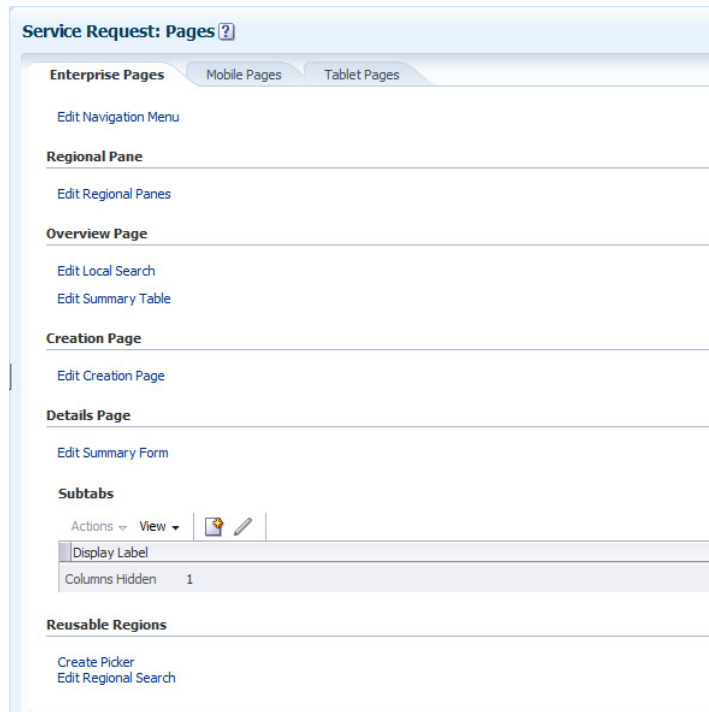 Service Request: Pages ?
Enterprise Pages Mobile Pages Tablet Pages
Edit Navigation Menu
Regional Pane
Edit Regional Panes
Overview Page
Edit Local Search
Edit Summary Table
Creation Page
Edit Creation Page
Details Page
Edit Summary Form
Subtabs
Actions View
Display Label
Columns Hidden 1
Reusable Regions
Create Picker
Edit Regional Search